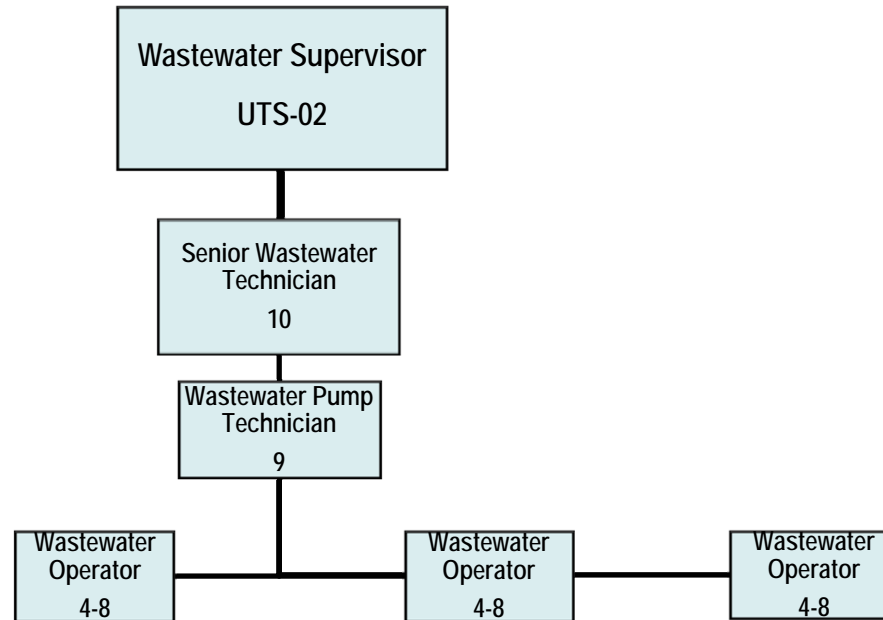 Wastewater Supervisor
UTS-02
Senior Wastewater
Technician
10
Wastewater Pump
Technician
9
Wastewater
Operator
4-8
Wastewater
Operator
4-8
Wastewater
Operator
4-8